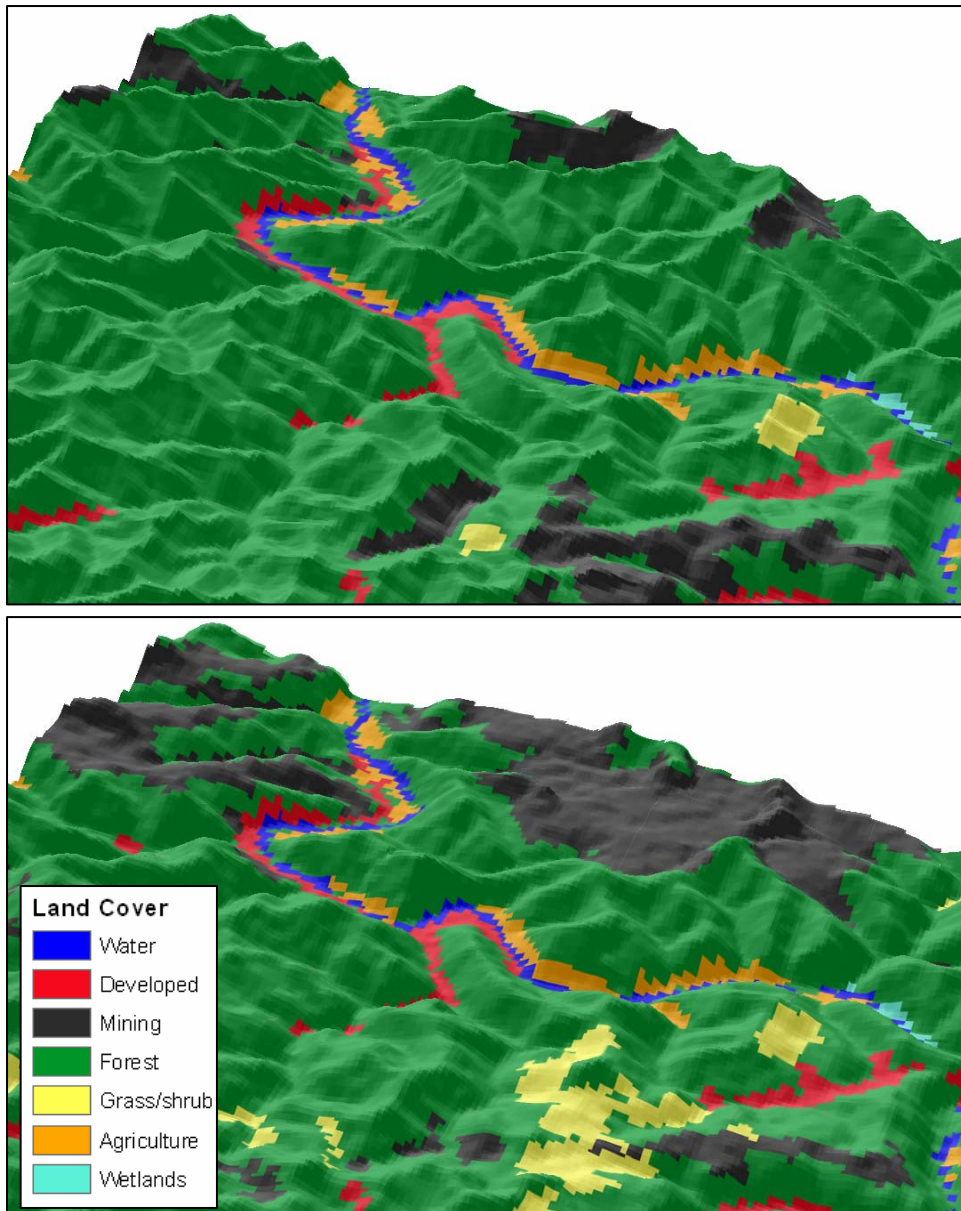 Land Cover
Water
Developed
Mining
Forest
Grass/shrub
Agriculture
Wetlands